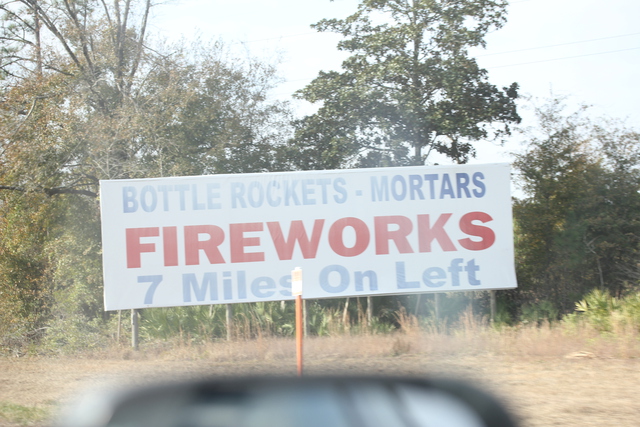 BOTTLE ROCKETS - MORTARS
FIREWORKS
7 Miles On Left